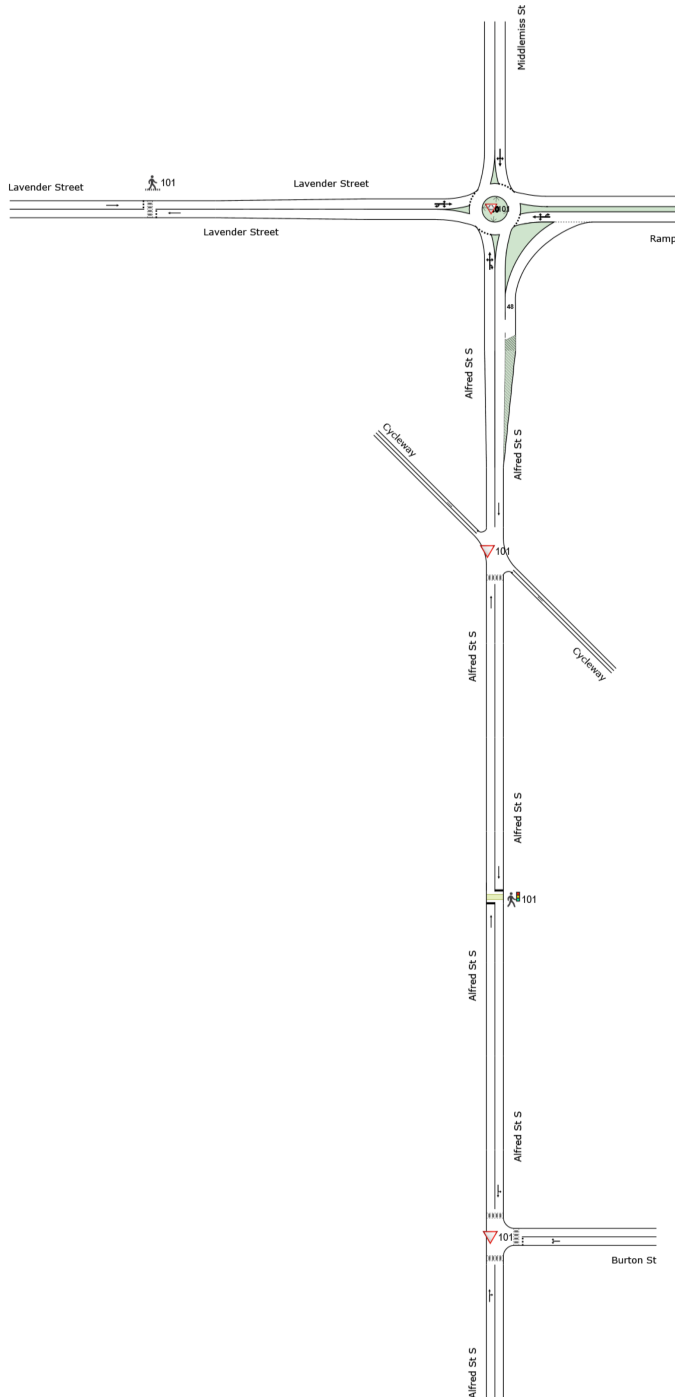 Middlemiss St
101
Lavender Street
Lavender Street
Lavender Street
Ramp
48
Alfred St S
Alfred St S
Cycleway
101
Alfred St S
Cycleway
Alfred St S
101
Alfred St S
Alfred St S
101
Burton St
Alfred St S